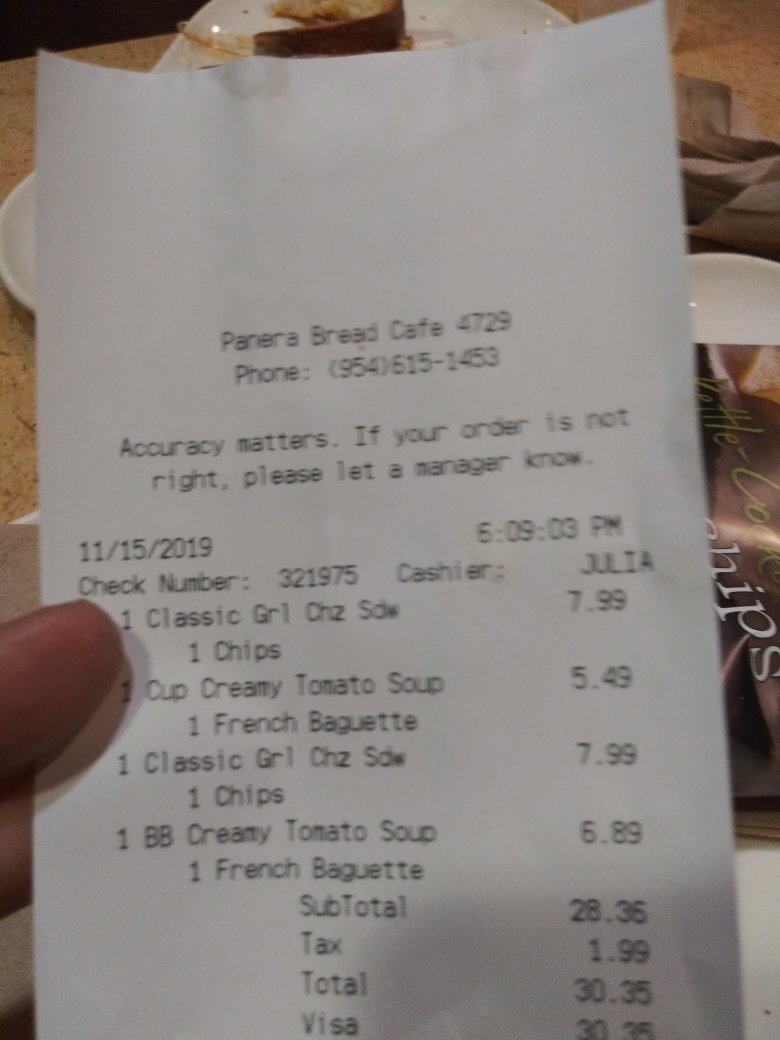 Panera Bread Cafe 4729
Phone: (954)615-1453
Accuracy matters. If your order is not
right, please let a manager know.
11/15/2019 6:09:03 PM
Check Number: 321975 Cashier: JULIA
1 Classic Grl Chz Sdw 7.99
1 Chips
1 Cup Creamy Tomato Soup 5.49
1 French Baguette
1 Classic Grl Chz Sdw 7.99
1 Chips
1 BB Creamy Tomato Soup 6.89
1 French Baguette
SubTotal 28.36
Tax 1.99
Total 30.35
Visa 30.35
chips